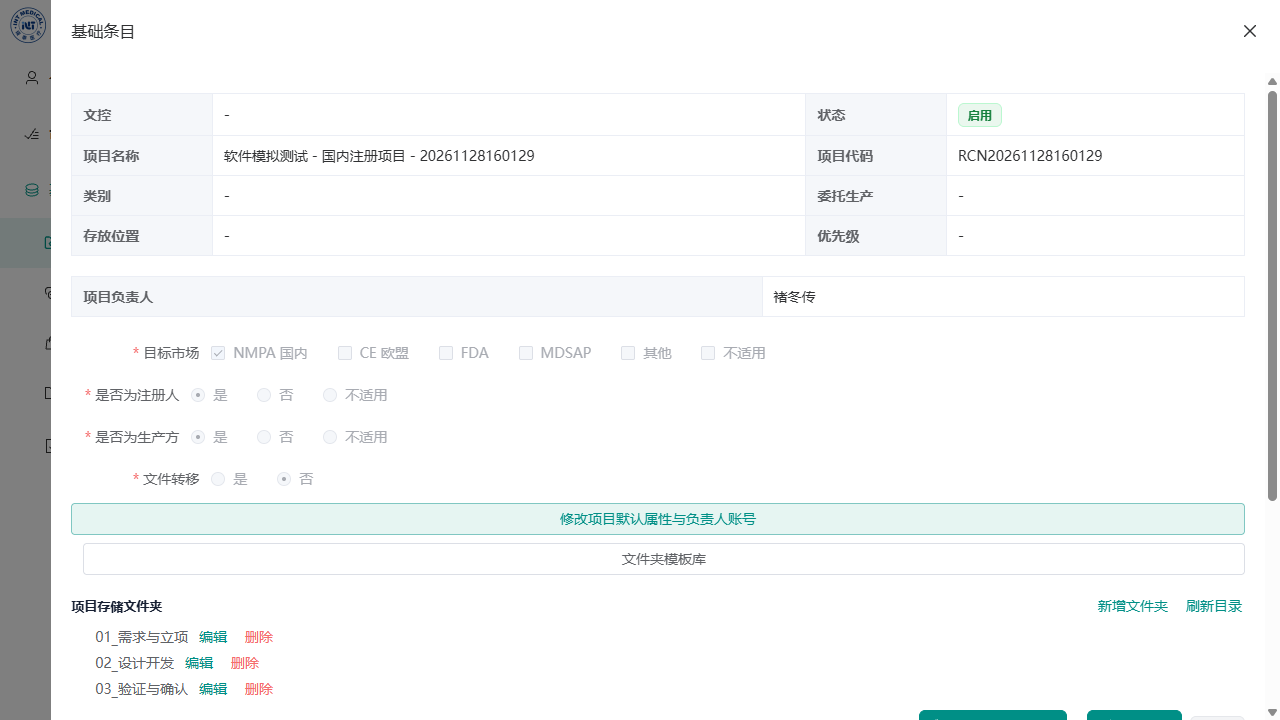 基础条目
文控 - 状态 启用
项目名称 软件模拟测试 - 国内注册项目 - 20261128160129 项目代码 RCN20261128160129
类别 - 委托生产 -
存放位置 - 优先级 -
项目负责人 褚冬传
* 目标市场 NMPA 国内 CE 欧盟 FDA MDSAP 其他 不适用
* 是否为注册人 是 否 不适用
* 是否为生产方 是 否 不适用
* 文件转移 是 否
修改项目默认属性与负责人账号
文件夹模板库
项目存储文件夹 新增文件夹 刷新目录
01_需求与立项 编辑 删除
02_设计开发 编辑 删除
03_验证与确认 编辑 删除